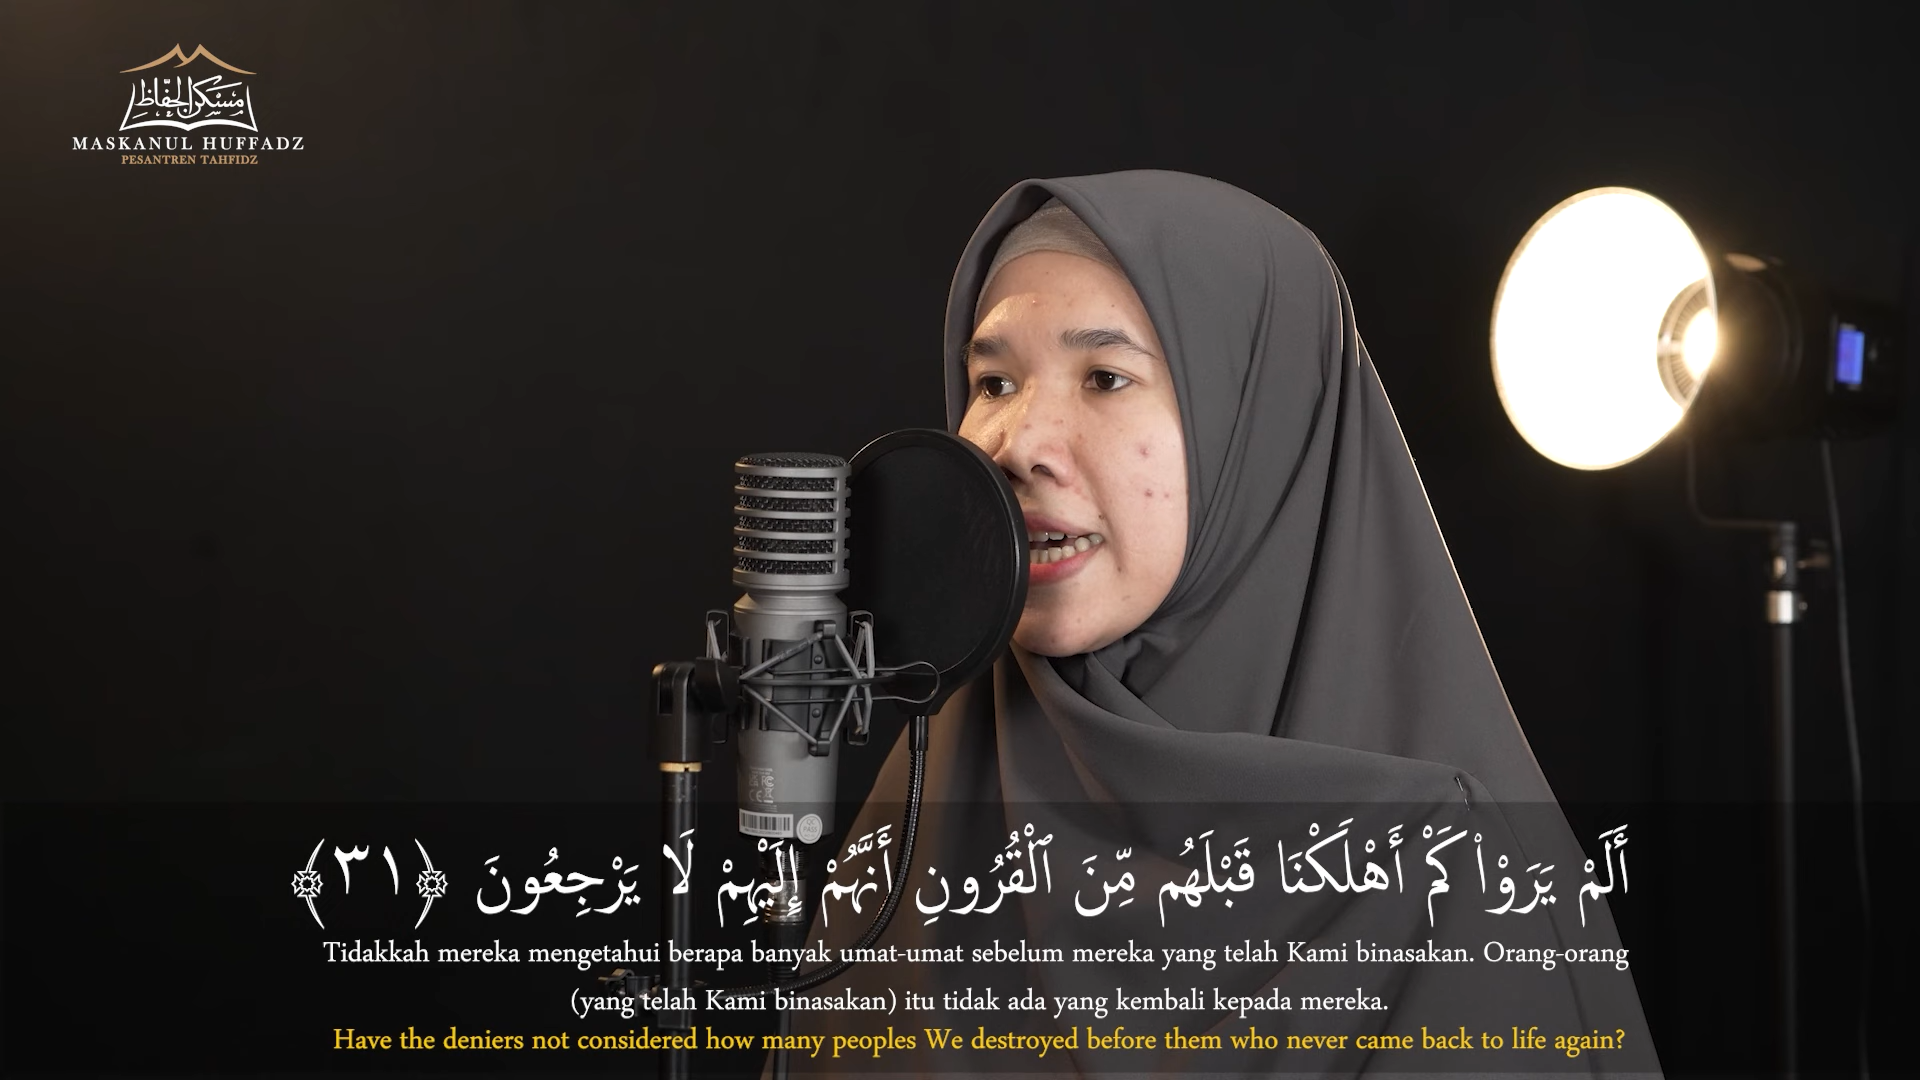 مسكن الحفاظ
MASKANUL HUFFADZ
PESANTREN TAHFIDZ
QC
PASS
أَلَمْ يَرَوْا۟ كَمْ أَهْلَكْنَا قَبْلَهُم مِّنَ ٱلْقُرُونِ أَنَّهُمْ إِلَيْهِمْ لَا يَرْجِعُونَ ﴿٣١﴾
Tidakkah mereka mengetahui berapa banyak umat-umat sebelum mereka yang telah Kami binasakan. Orang-orang
(yang telah Kami binasakan) itu tidak ada yang kembali kepada mereka.
Have the deniers not considered how many peoples We destroyed before them who never came back to life again?